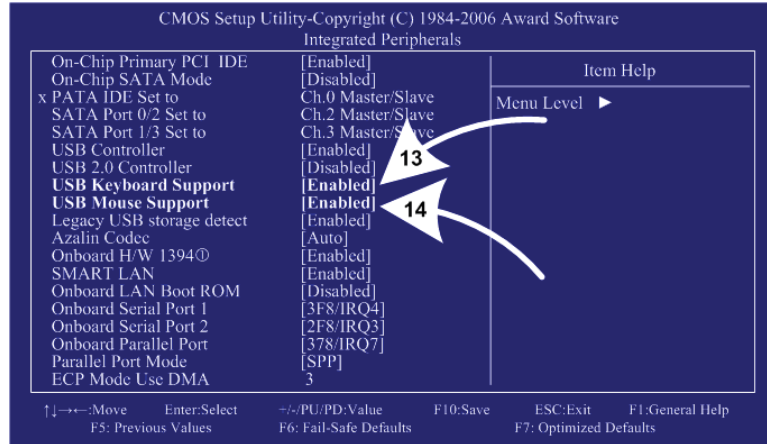 CMOS Setup Utility-Copyright (C) 1984-2006 Award Software
Integrated Peripherals
On-Chip Primary PCI IDE [Enabled]
On-Chip SATA Mode [Disabled]
x PATA IDE Set to Ch.0 Master/Slave
SATA Port 0/2 Set to Ch.2 Master/Slave
SATA Port 1/3 Set to Ch.3 Master/Slave
USB Controller [Enabled]
USB 2.0 Controller [Disabled]
USB Keyboard Support [Enabled]
USB Mouse Support [Enabled]
Legacy USB storage detect [Enabled]
Azalin Codec [Auto]
Onboard H/W 1394① [Enabled]
SMART LAN [Enabled]
Onboard LAN Boot ROM [Disabled]
Onboard Serial Port 1 [3F8/IRQ4]
Onboard Serial Port 2 [2F8/IRQ3]
Onboard Parallel Port [378/IRQ7]
Parallel Port Mode [SPP]
ECP Mode Use DMA 3
Item Help
Menu Level ►
13
14
↑↓→←:Move Enter:Select +/-/PU/PD:Value F10:Save ESC:Exit F1:General Help
F5: Previous Values F6: Fail-Safe Defaults F7: Optimized Defaults